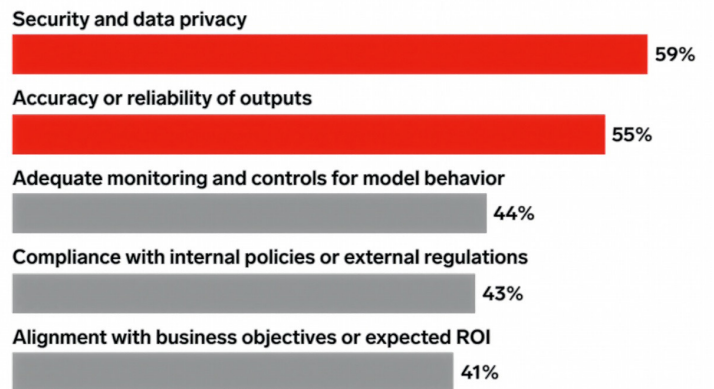 Security and data privacy
59%
Accuracy or reliability of outputs
55%
Adequate monitoring and controls for model behavior
44%
Compliance with internal policies or external regulations
43%
Alignment with business objectives or expected ROI
41%